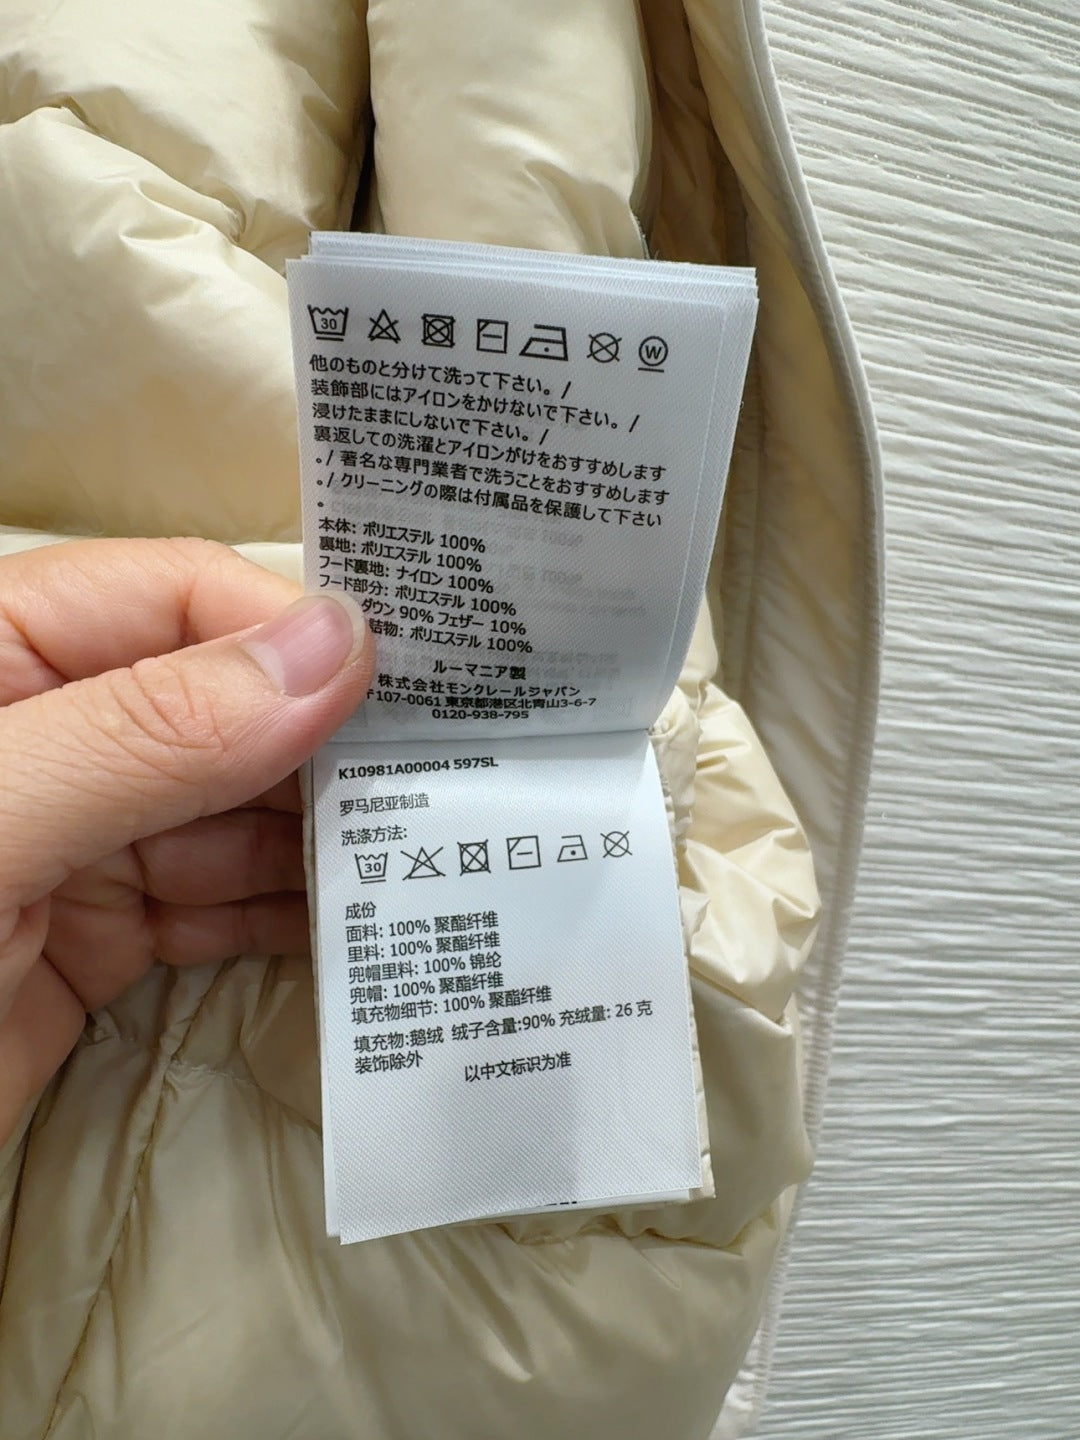 30
W
他のものと分けて洗って下さい。/
装飾部にはアイロンをかけないで下さい。/
浸けたままにしないで下さい。/
裏返しての洗濯とアイロンがけをおすすめします
。/ 著名な専門業者で洗うことをおすすめします
。/ クリーニングの際は付属品を保護して下さい
。
本体: ポリエステル 100%
裏地: ポリエステル 100%
フード裏地: ナイロン 100%
フード部分: ポリエステル 100%
ダウン 90% フェザー 10%
詰物: ポリエステル 100%
ルーマニア製
株式会社モンクレールジャパン
〒107-0061 東京都港区北青山3-6-7
0120-938-795
K10981A00004 597SL
罗马尼亚制造
洗涤方法:
30
成份
面料: 100% 聚酯纤维
里料: 100% 聚酯纤维
兜帽里料: 100% 锦纶
兜帽: 100% 聚酯纤维
填充物细节: 100% 聚酯纤维
填充物:鹅绒 绒子含量:90% 充绒量: 26 克
装饰除外
以中文标识为准